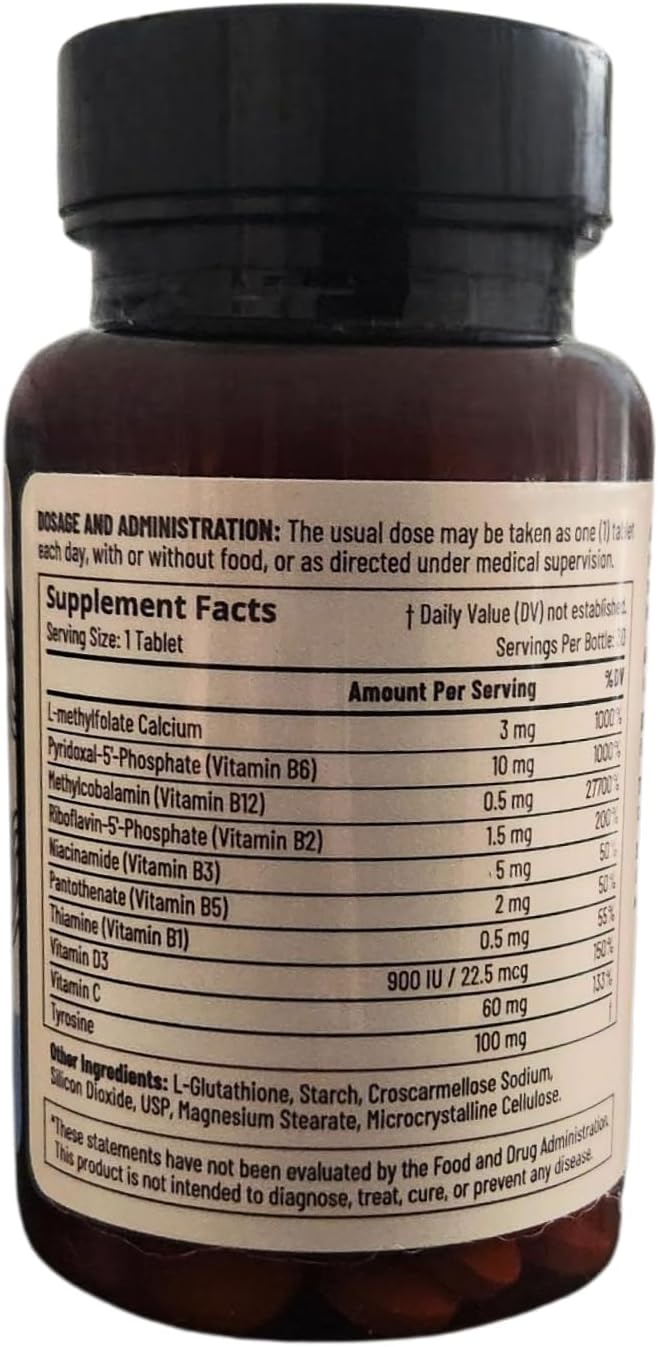 DOSAGE AND ADMINISTRATION: The usual dose may be taken as one (1) tablet
each day, with or without food, or as directed under medical supervision.
Supplement Facts † Daily Value (DV) not established.
Serving Size: 1 Tablet Servings Per Bottle:
Amount Per Serving %DV
L-methylfolate Calcium 3 mg 1000%
Pyridoxal-5'-Phosphate (Vitamin B6) 10 mg 1000%
Methylcobalamin (Vitamin B12) 0.5 mg 27700%
Riboflavin-5'-Phosphate (Vitamin B2) 1.5 mg 200%
Niacinamide (Vitamin B3) 5 mg 50%
Pantothenate (Vitamin B5) 2 mg 50%
Thiamine (Vitamin B1) 0.5 mg 55%
Vitamin D3 900 IU / 22.5 mcg 150%
Vitamin C 60 mg 133%
Tyrosine 100 mg †
Other Ingredients: L-Glutathione, Starch, Croscarmellose Sodium,
Silicon Dioxide, USP, Magnesium Stearate, Microcrystalline Cellulose.
*These statements have not been evaluated by the Food and Drug Administration.
This product is not intended to diagnose, treat, cure, or prevent any disease.